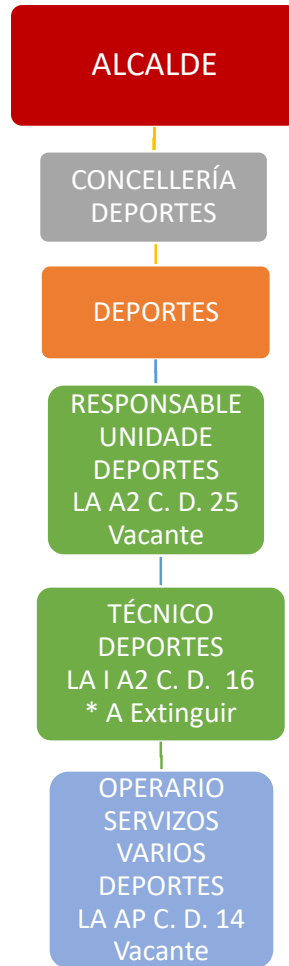 ALCALDE
CONCELLERÍA
DEPORTES
DEPORTES
RESPONSABLE
UNIDADE
DEPORTES
LA A2 C. D. 25
Vacante
TÉCNICO
DEPORTES
LA I A2 C. D. 16
* A Extinguir
OPERARIO
SERVIZOS
VARIOS
DEPORTES
LA AP C. D. 14
Vacante